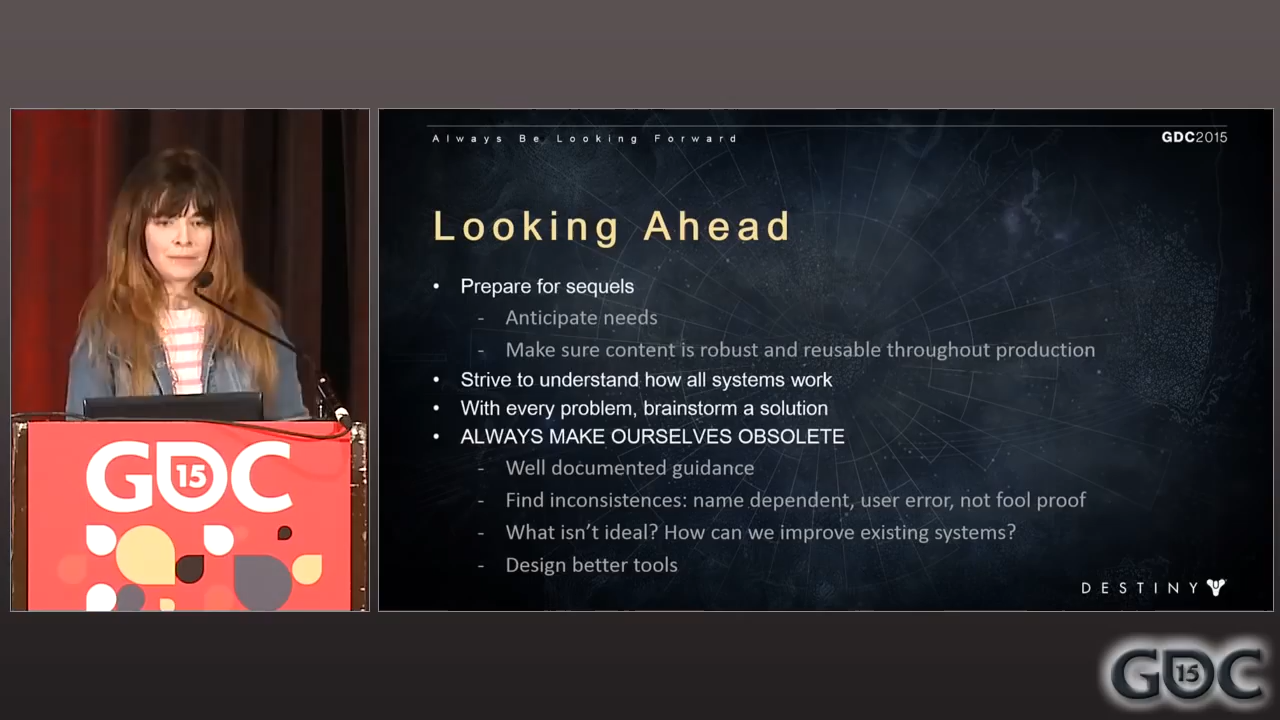 Always Be Looking Forward
GDC2015
Looking Ahead
• Prepare for sequels
- Anticipate needs
- Make sure content is robust and reusable throughout production
• Strive to understand how all systems work
• With every problem, brainstorm a solution
• ALWAYS MAKE OURSELVES OBSOLETE
- Well documented guidance
- Find inconsistences: name dependent, user error, not fool proof
- What isn't ideal? How can we improve existing systems?
- Design better tools
DESTINY
GDC
15
GDC
15